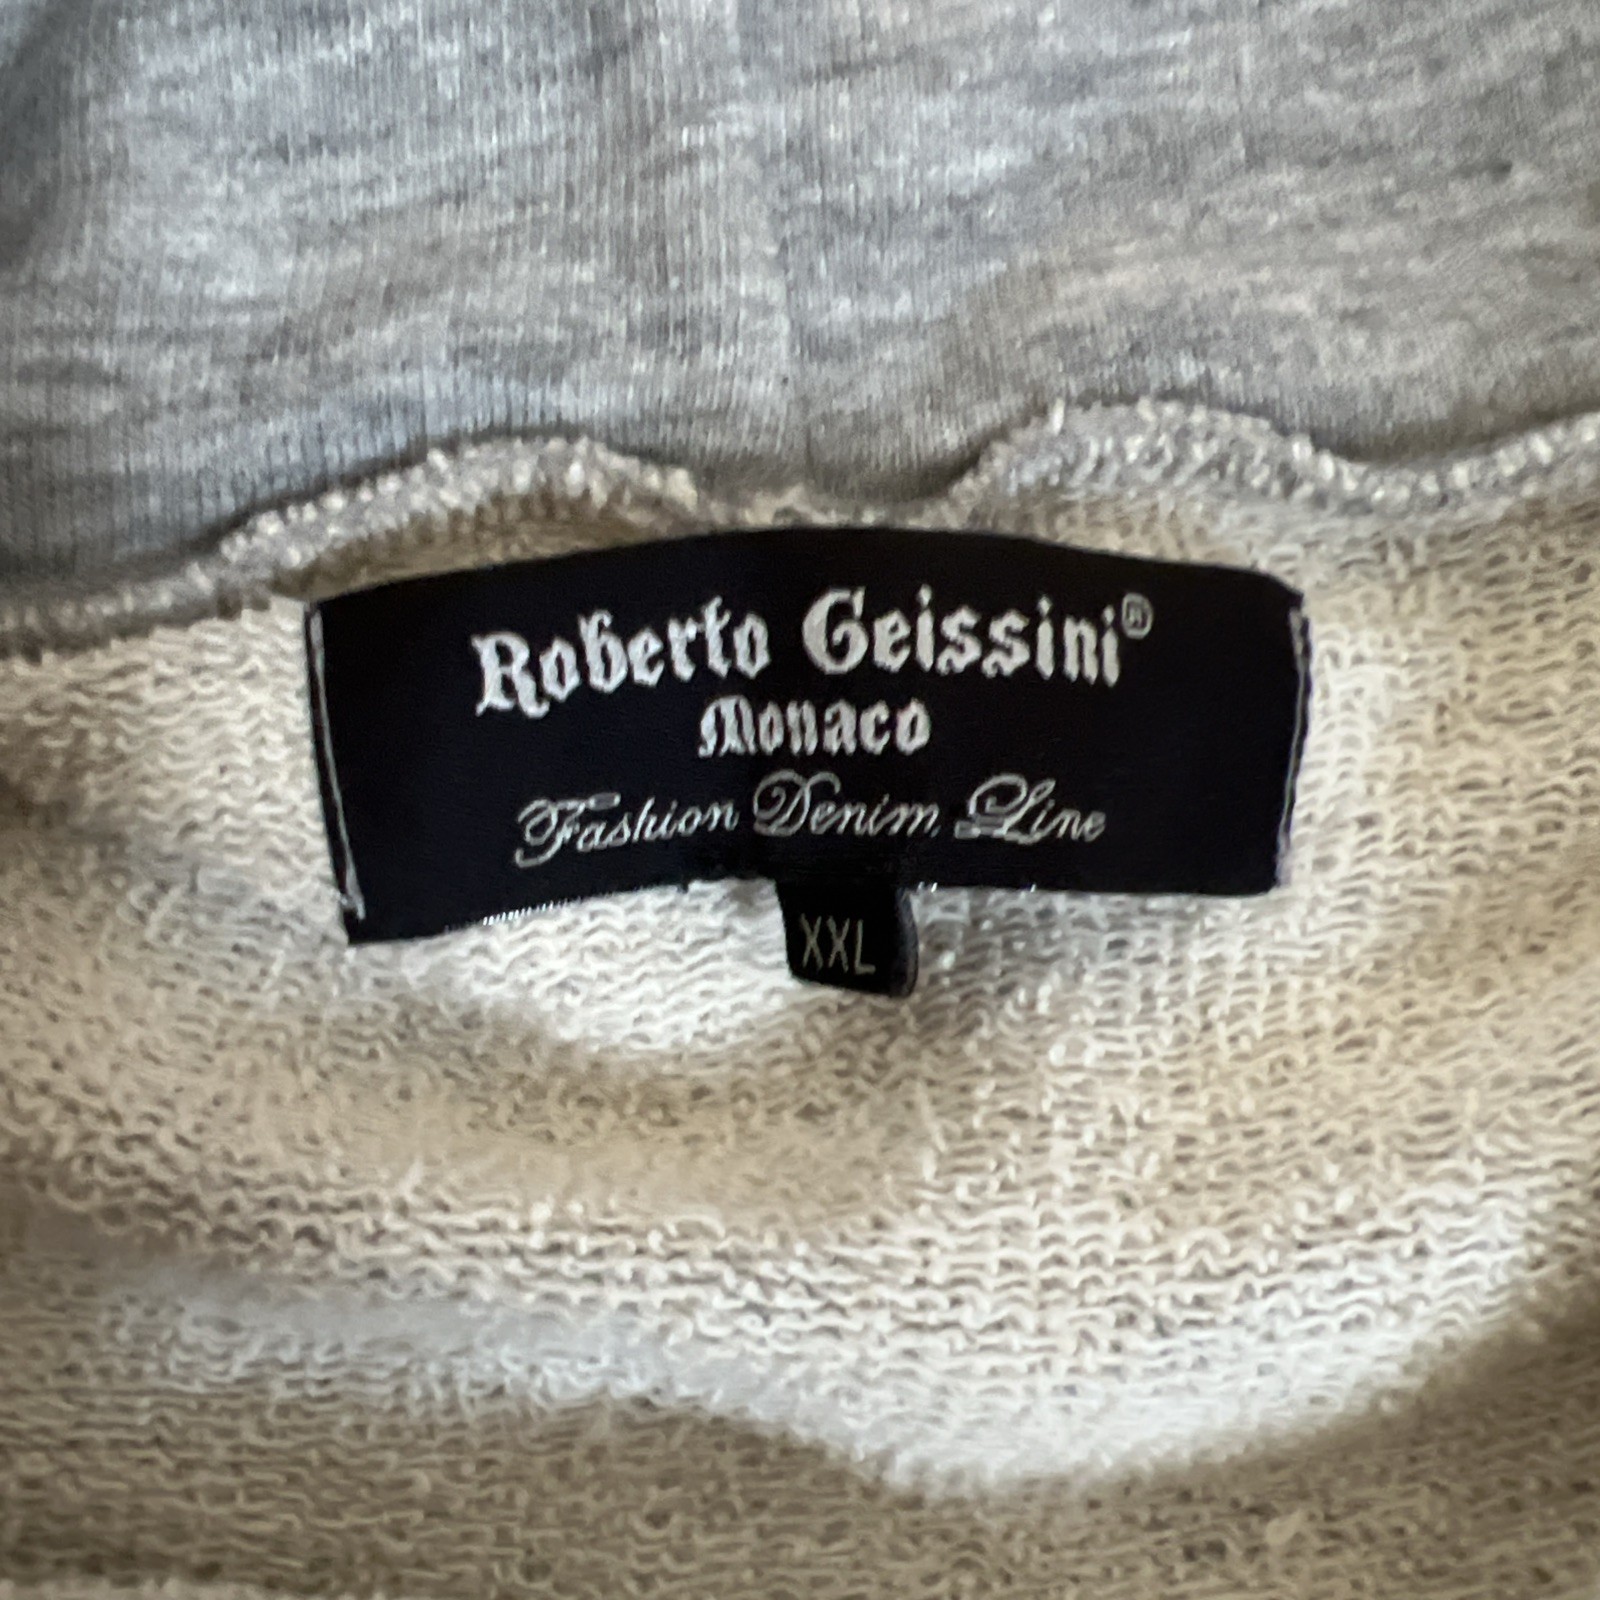 Roberto Geissini®
Monaco
Fashion Denim Line
XXL